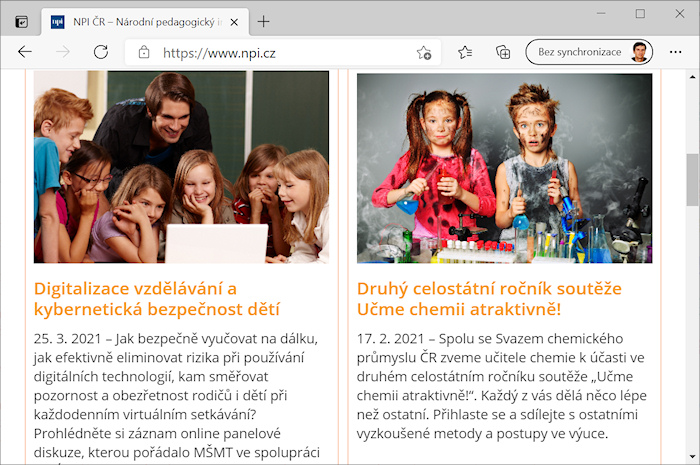 npi
NPI ČR – Národní pedagogický in
https://www.npi.cz
Bez synchronizace
Digitalizace vzdělávání a
kybernetická bezpečnost dětí
25. 3. 2021 – Jak bezpečně vyučovat na dálku,
jak efektivně eliminovat rizika při používání
digitálních technologií, kam směřovat
pozornost a obezřetnost rodičů i dětí při
každodenním virtuálním setkávání?
Prohlédněte si záznam online panelové
diskuze, kterou pořádalo MŠMT ve spolupráci
Druhý celostátní ročník soutěže
Učme chemii atraktivně!
17. 2. 2021 – Spolu se Svazem chemického
průmyslu ČR zveme učitele chemie k účasti ve
druhém celostátním ročníku soutěže „Učme
chemii atraktivně!“. Každý z vás dělá něco lépe
než ostatní. Přihlaste se a sdílejte s ostatními
vyzkoušené metody a postupy ve výuce.